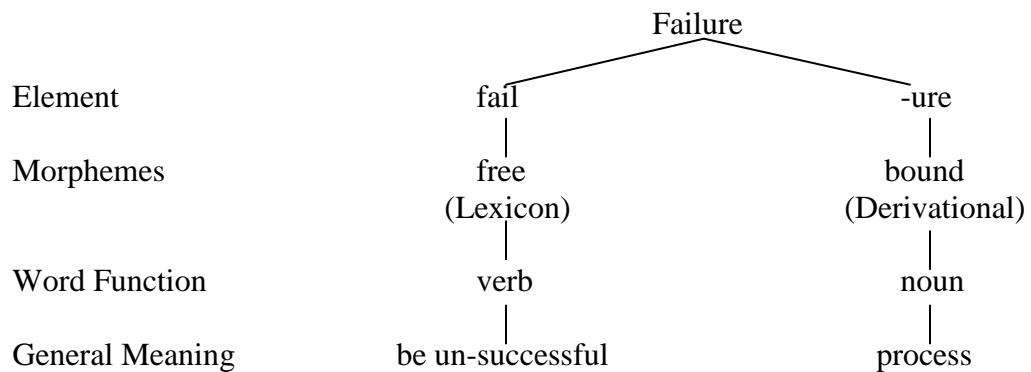 Failure
Element fail -ure
Morphemes free bound
(Lexicon) (Derivational)
Word Function verb noun
General Meaning be un-successful process